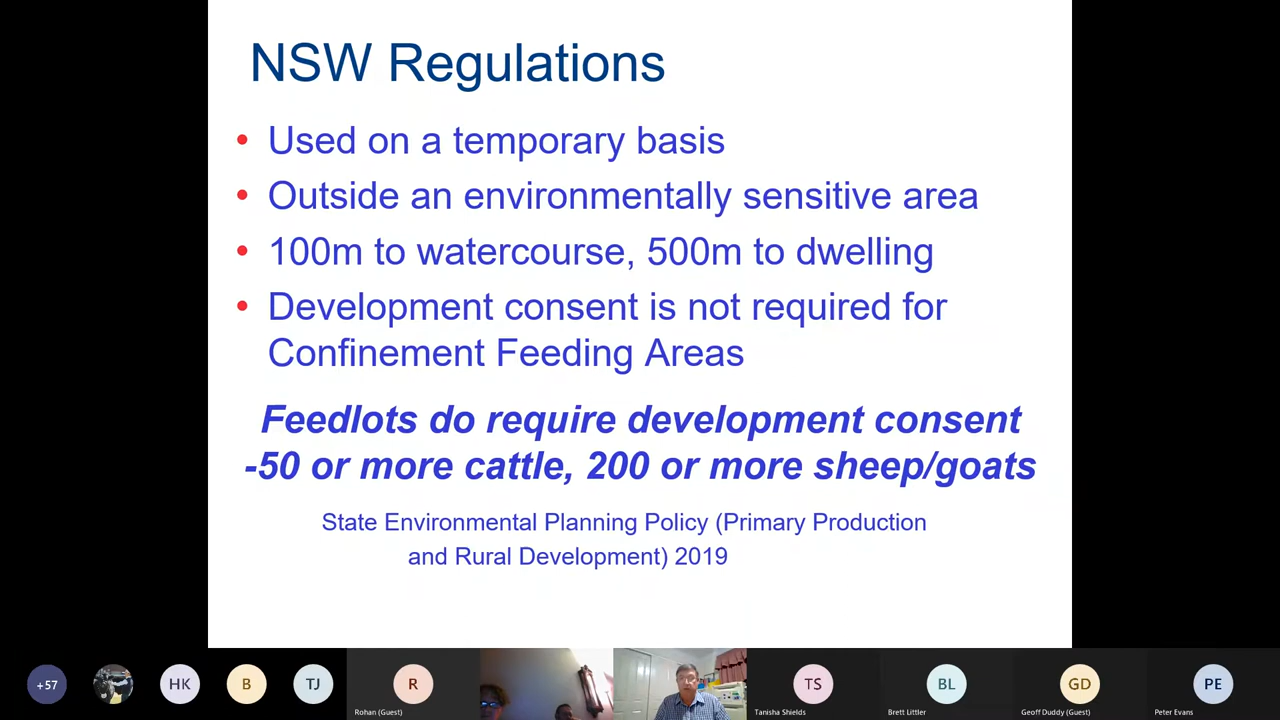 NSW Regulations
• Used on a temporary basis
• Outside an environmentally sensitive area
• 100m to watercourse, 500m to dwelling
• Development consent is not required for
Confinement Feeding Areas
Feedlots do require development consent
-50 or more cattle, 200 or more sheep/goats
State Environmental Planning Policy (Primary Production
and Rural Development) 2019
+57
HK
B
TJ
R
Rohan (Guest)
TS
Tanisha Shields
BL
Brett Littler
GD
Geoff Duddy (Guest)
PE
Peter Evans